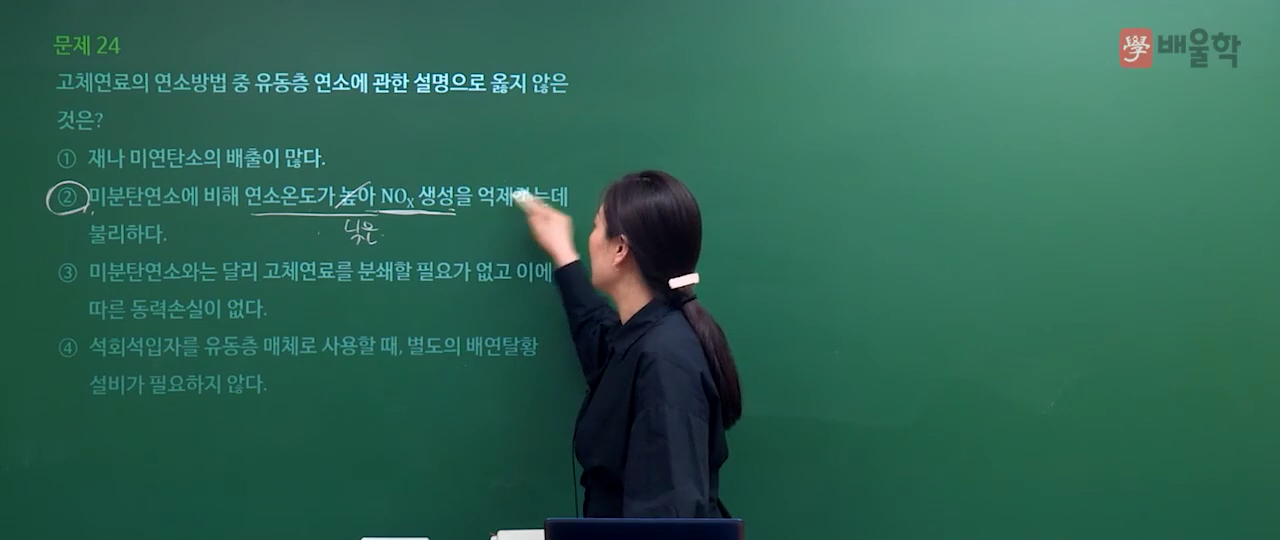 學 배울학
문제 24
고체연료의 연소방법 중 유동층 연소에 관한 설명으로 옳지 않은
것은?
① 재나 미연탄소의 배출이 많다.
② 미분탄연소에 비해 연소온도가 높아 NOx 생성을 억제하는데
낮은
불리하다.
③ 미분탄연소와는 달리 고체연료를 분쇄할 필요가 없고 이에
따른 동력손실이 없다.
④ 석회석입자를 유동층 매체로 사용할 때, 별도의 배연탈황
설비가 필요하지 않다.